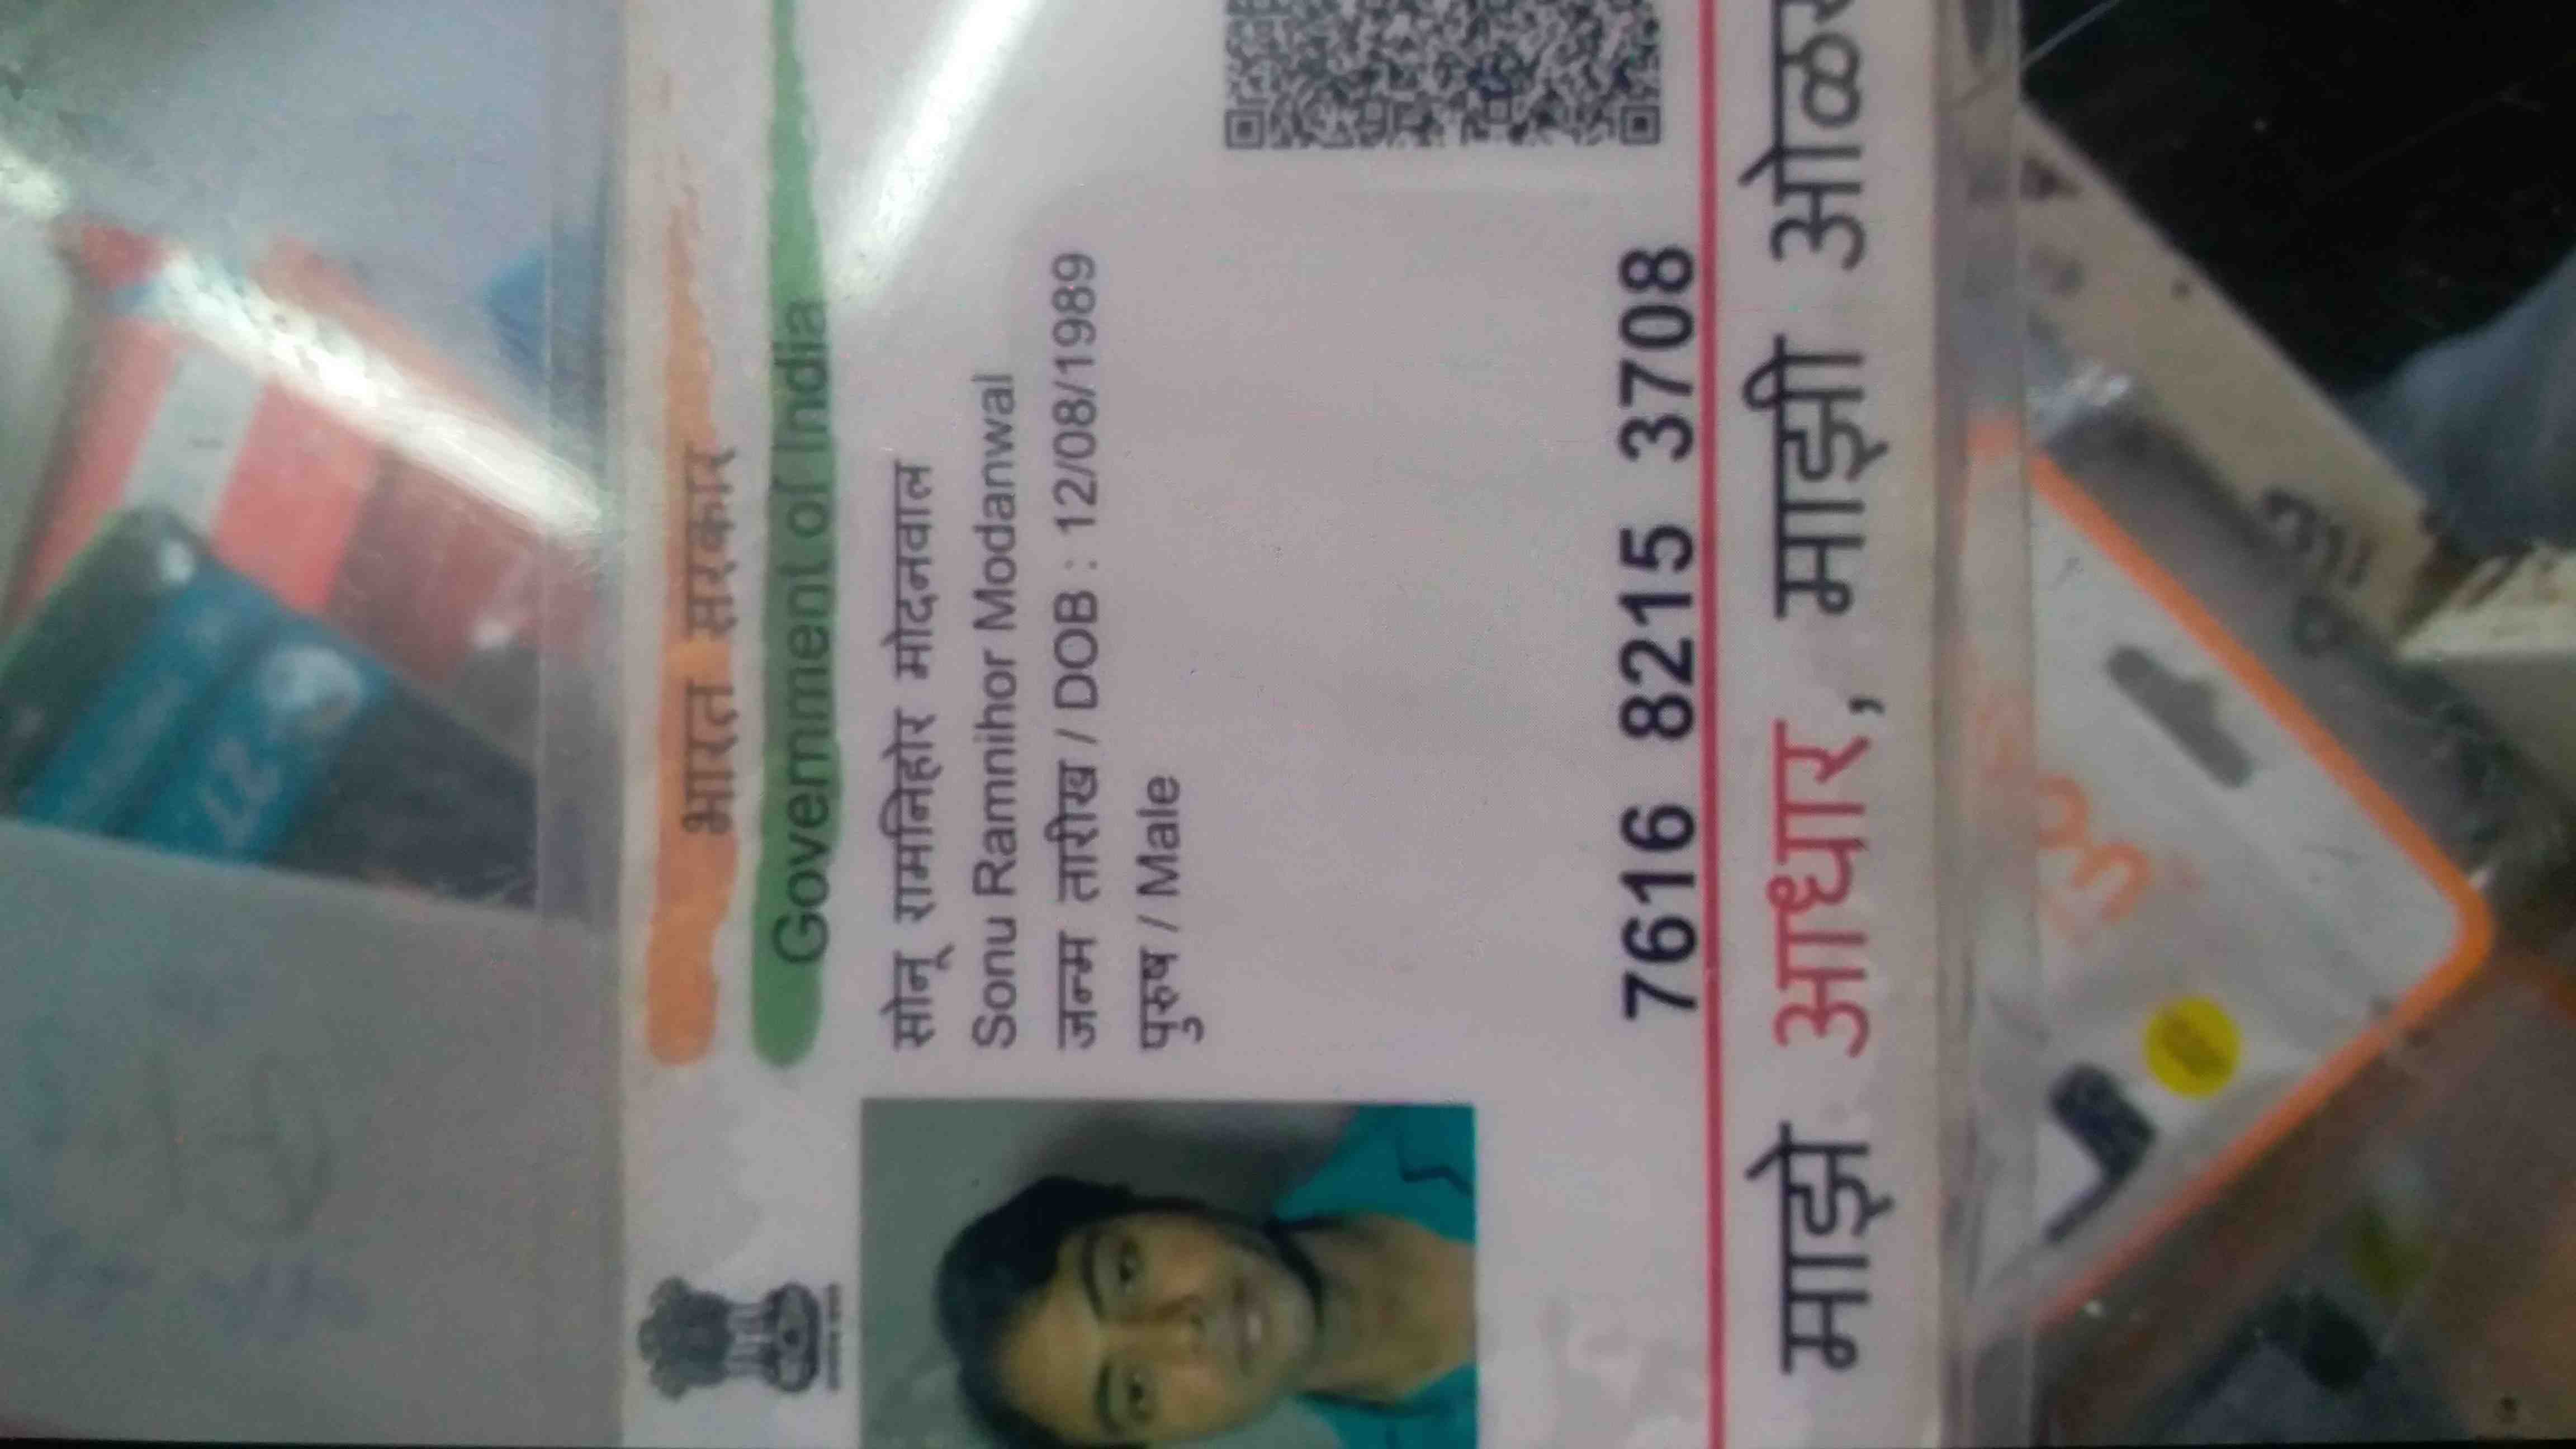 भारत सरकार
Government of India
सोनू रामनिहोर मोदनवाल
Sonu Ramnihor Modanwal
जन्म तारीख / DOB : 12/08/1989
पुरुष / Male
7616 8215 3708
माझे आधार, माझी